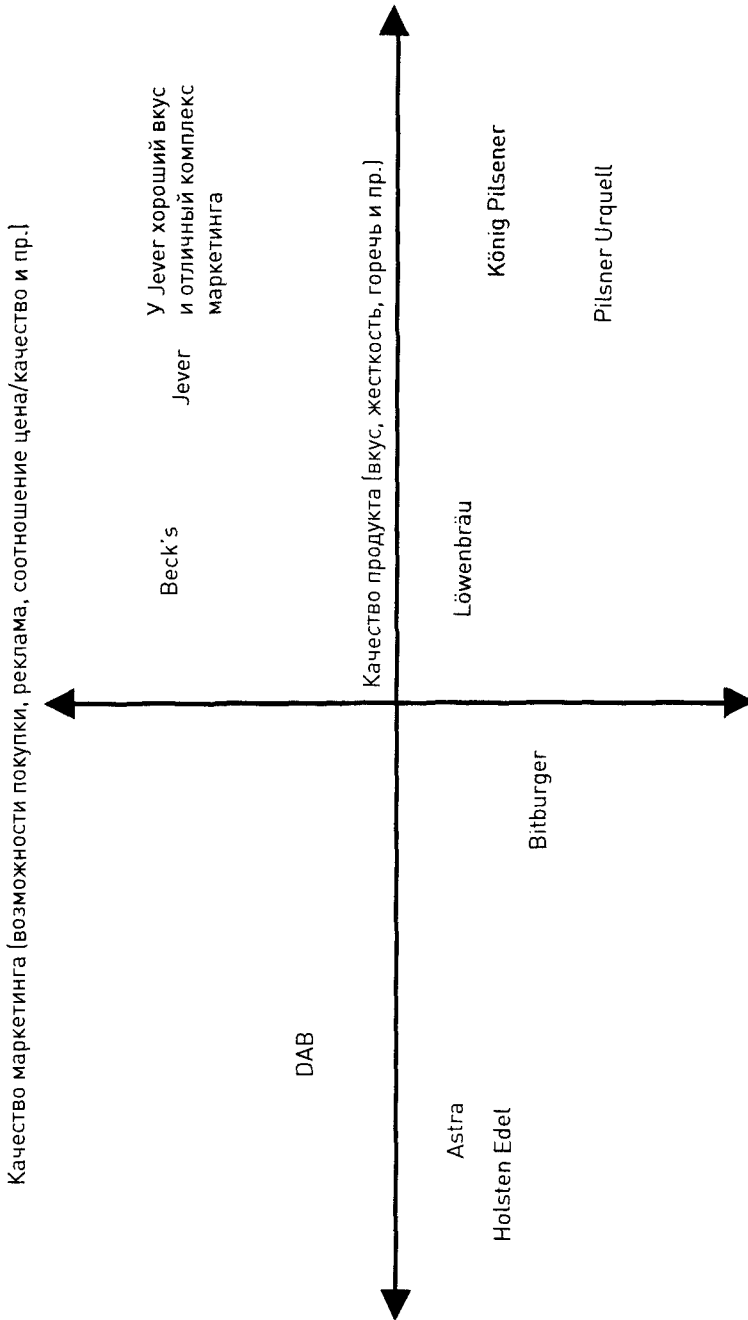 Качество маркетинга (возможности покупки, реклама, соотношение цена/качество и пр.)
Beck's
Jever
У Jever хороший вкус
и отличный комплекс
маркетинга
DAB
Качество продукта (вкус, жесткость, горечь и пр.)
Astra
Löwenbräu
Holsten Edel
König Pilsener
Bitburger
Pilsner Urquell